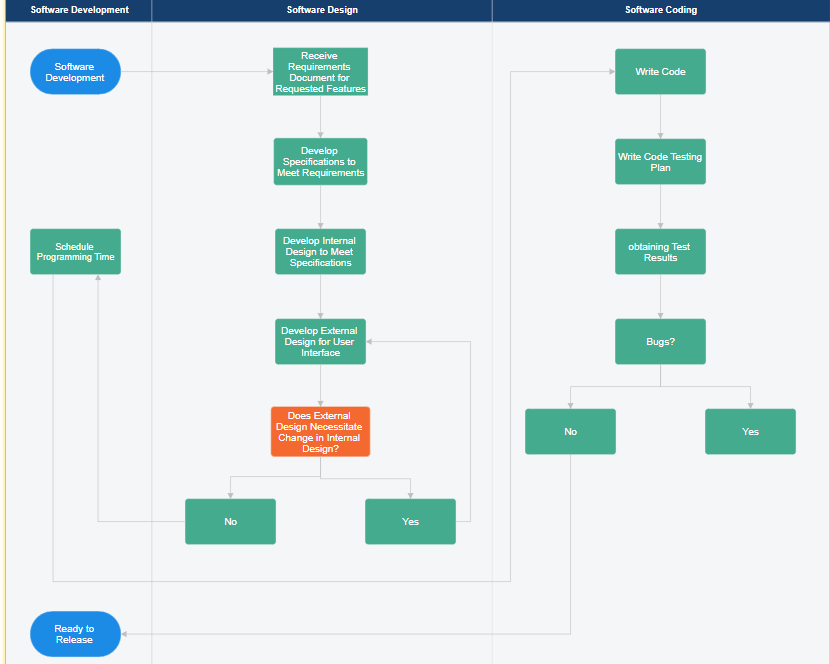 Software Development
Software Design
Software Coding
Software
Development
Receive
Requirements
Document for
Requested Features
Write Code
Develop
Specifications to
Meet Requirements
Write Code Testing
Plan
Schedule
Programming Time
Develop Internal
Design to Meet
Specifications
obtaining Test
Results
Develop External
Design for User
Interface
Bugs?
Does External
Design Necessitate
Change in Internal
Design?
No
Yes
No
Yes
Ready to
Release